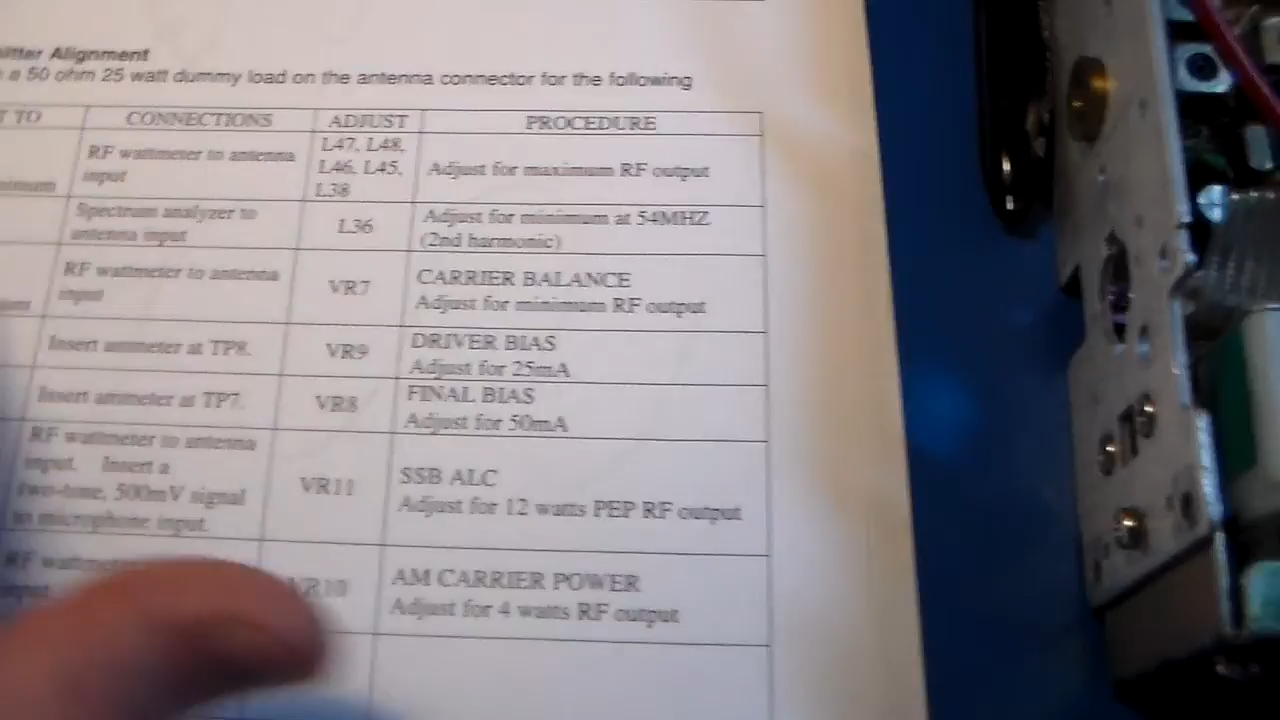 itter Alignment
a 50 ohm 25 watt dummy load on the antenna connector for the following
T TO CONNECTIONS ADJUST PROCEDURE
RF wattmeter to antenna
input
L47, L48,
L46, L45,
L38
Adjust for maximum RF output
Spectrum analyzer to
antenna input
L36
Adjust for minimum at 54MHZ
(2nd harmonic)
RF wattmeter to antenna
input
VR7
CARRIER BALANCE
Adjust for minimum RF output
Insert ammeter at TP8.
VR9
DRIVER BIAS
Adjust for 25mA
Insert ammeter at TP7.
VR8
FINAL BIAS
Adjust for 50mA
RF wattmeter to antenna
input. Insert a
two-tone, 500mV signal
to microphone input.
VR11
SSB ALC
Adjust for 12 watts PEP RF output
RF
VR10
AM CARRIER POWER
Adjust for 4 watts RF output